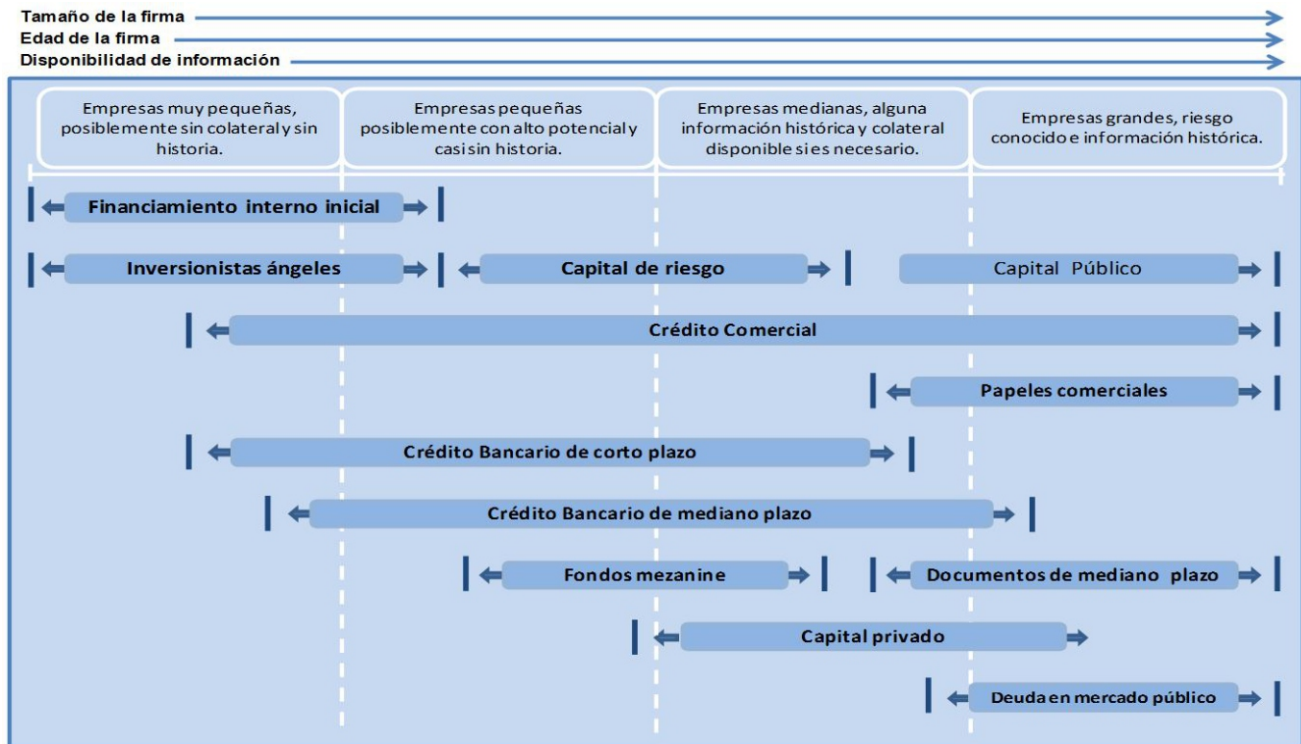 Tamaño de la firma
Edad de la firma
Disponibilidad de información
Empresas muy pequeñas,
posiblemente sin colateral y sin
historia.
Empresas pequeñas
posiblemente con alto potencial y
casi sin historia.
Empresas medianas, alguna
información histórica y colateral
disponible si es necesario.
Empresas grandes, riesgo
conocido e información histórica.
Financiamiento interno inicial
Inversionistas ángeles
Capital de riesgo
Capital Público
Crédito Comercial
Papeles comerciales
Crédito Bancario de corto plazo
Crédito Bancario de mediano plazo
Fondos mezanine
Documentos de mediano plazo
Capital privado
Deuda en mercado público